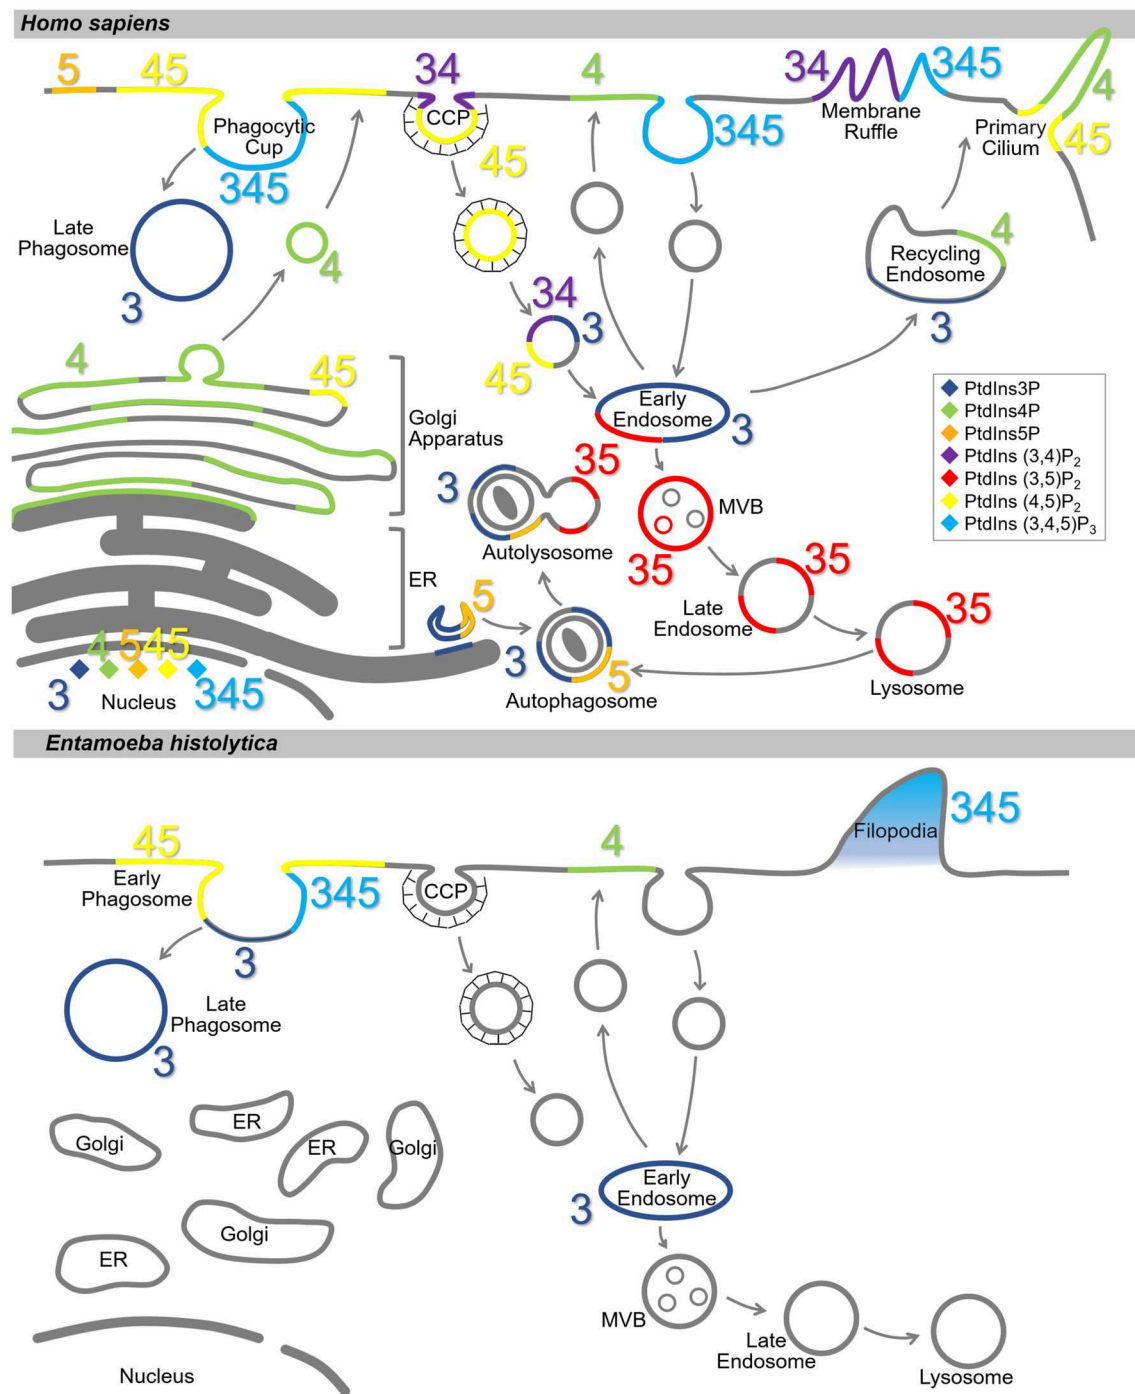 Homo sapiens
5
45
34
4
34
345
4
Phagocytic
Cup
CCP
Membrane
Ruffle
Primary
Cilium
345
45
345
45
Late
Phagosome
3
4
4
Recycling
Endosome
3
34
3
45
4
45
Golgi
Apparatus
Early
Endosome
3
PtdIns3P
PtdIns4P
PtdIns5P
PtdIns (3,4)P2
PtdIns (3,5)P2
PtdIns (4,5)P2
PtdIns (3,4,5)P3
3
35
Autolysosome
MVB
35
ER
5
35
Late
Endosome
35
Lysosome
3
5
Autophagosome
3
4
5
45
345
Nucleus
Entamoeba histolytica
45
4
345
Filopodia
Early
Phagosome
345
CCP
3
Late
Phagosome
3
Golgi
ER
ER
Golgi
Golgi
ER
Early
Endosome
3
MVB
Late
Endosome
Lysosome
Nucleus